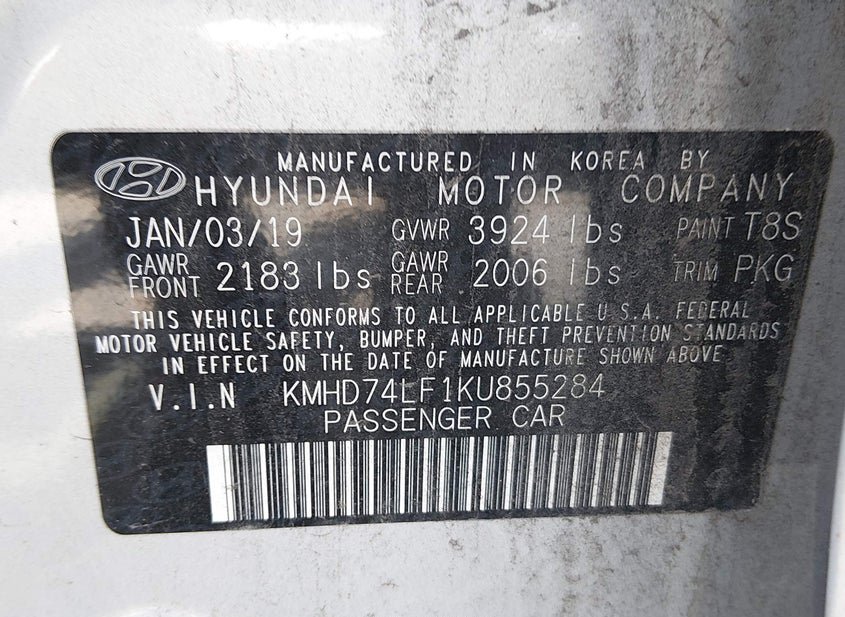 MANUFACTURED IN KOREA BY
HYUNDAI MOTOR COMPANY
JAN/03/19 GVWR 3924 lbs PAINT T8S
GAWR FRONT 2183 lbs GAWR REAR 2006 lbs TRIM PKG
THIS VEHICLE CONFORMS TO ALL APPLICABLE U.S.A. FEDERAL
MOTOR VEHICLE SAFETY, BUMPER, AND THEFT PREVENTION STANDARDS
IN EFFECT ON THE DATE OF MANUFACTURE SHOWN ABOVE
V.I.N KMHD74LF1KU855284
PASSENGER CAR